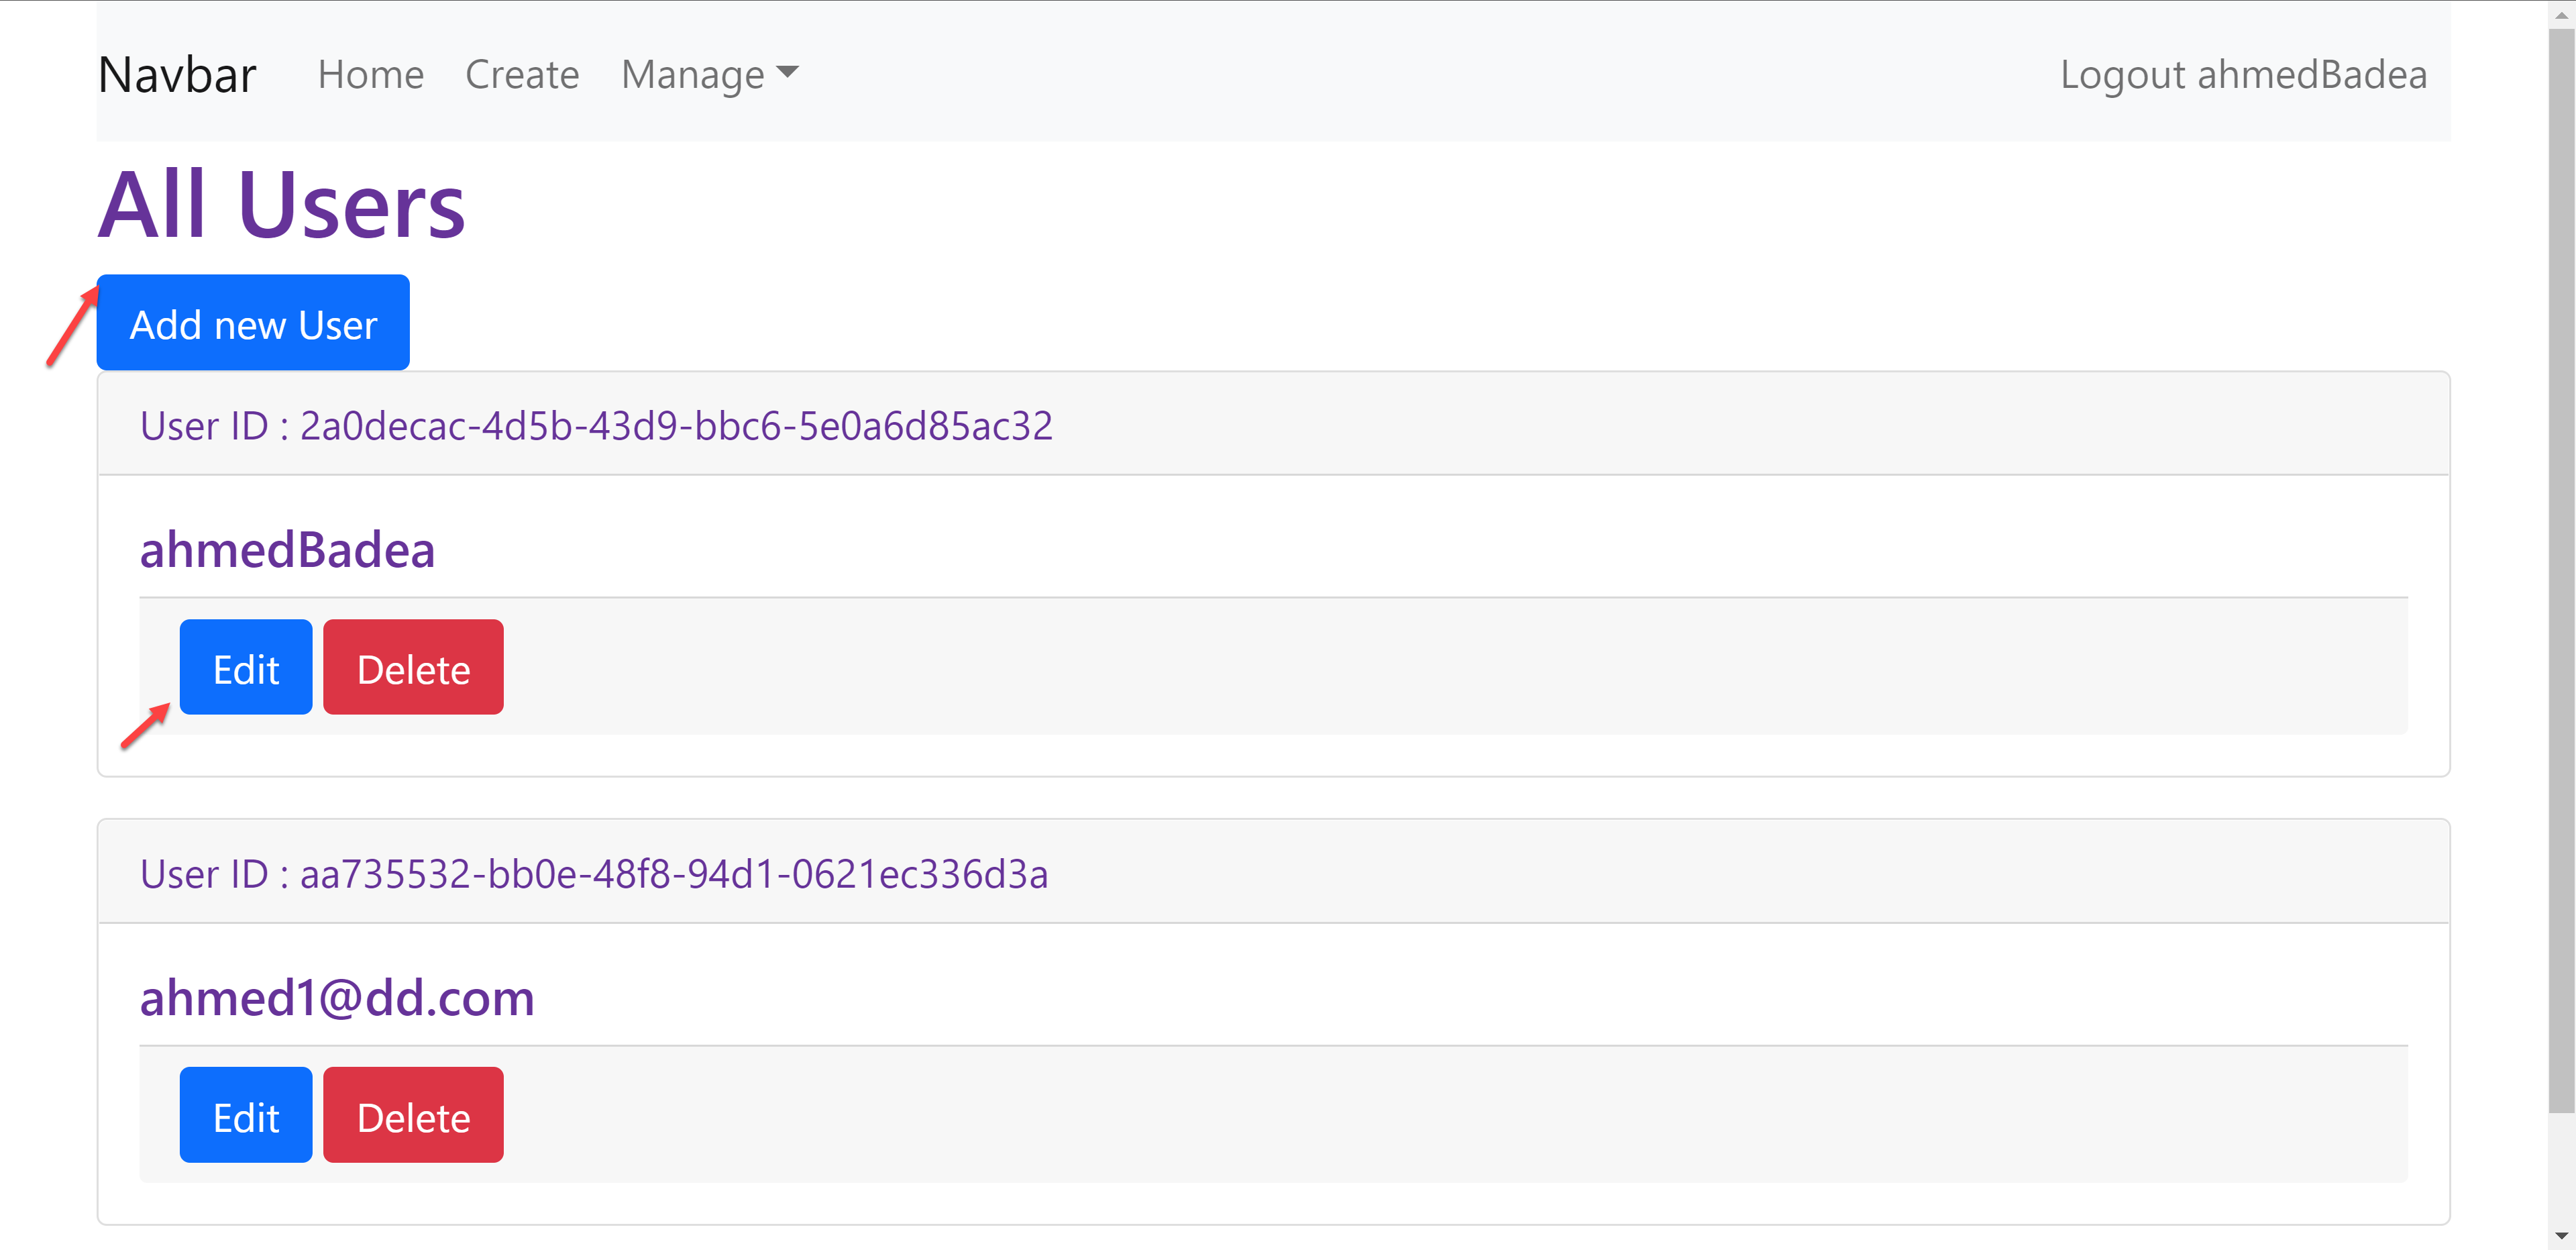 Navbar Home Create Manage Logout ahmedBadea
All Users
Add new User
User ID : 2a0decac-4d5b-43d9-bbc6-5e0a6d85ac32
ahmedBadea
Edit Delete
User ID : aa735532-bb0e-48f8-94d1-0621ec336d3a
ahmed1@dd.com
Edit Delete